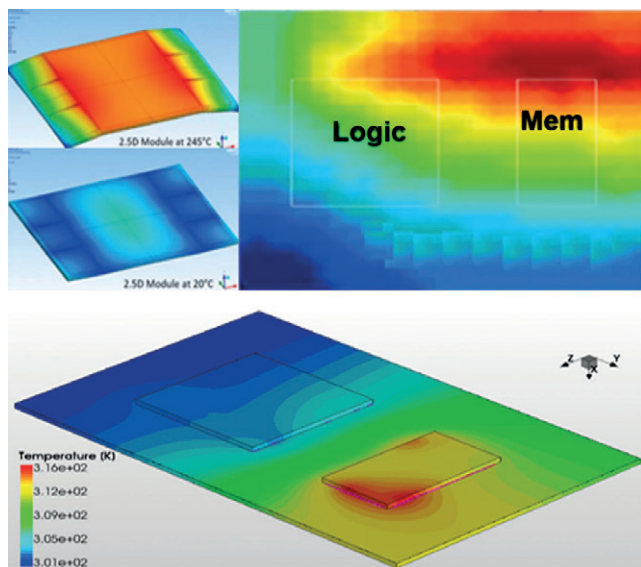 2.5D Module at 245°C
2.5D Module at 20°C
Logic
Mem
Z
Y
X
Temperature (K)
3.16e+02
3.12e+02
3.09e+02
3.05e+02
3.01e+02